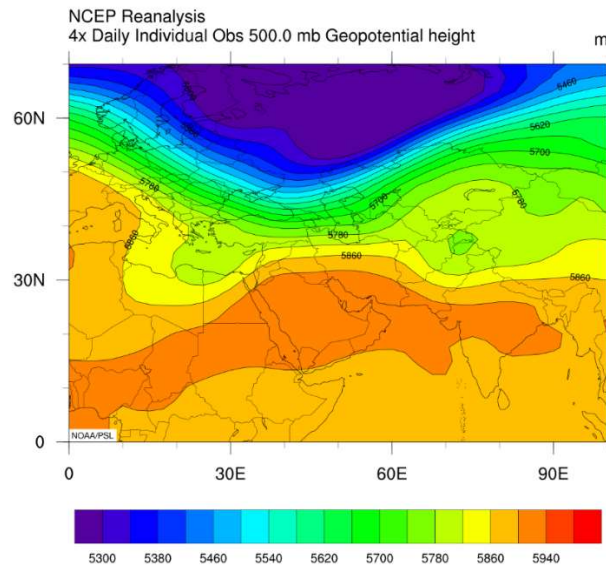 NCEP Reanalysis
4x Daily Individual Obs 500.0 mb Geopotential height
m
60N
30N
0
5460
5620
5700
5780
5780
5700
5780
5860
5860
5860
NOAA/PSL
0 30E 60E 90E
5300 5380 5460 5540 5620 5700 5780 5860 5940